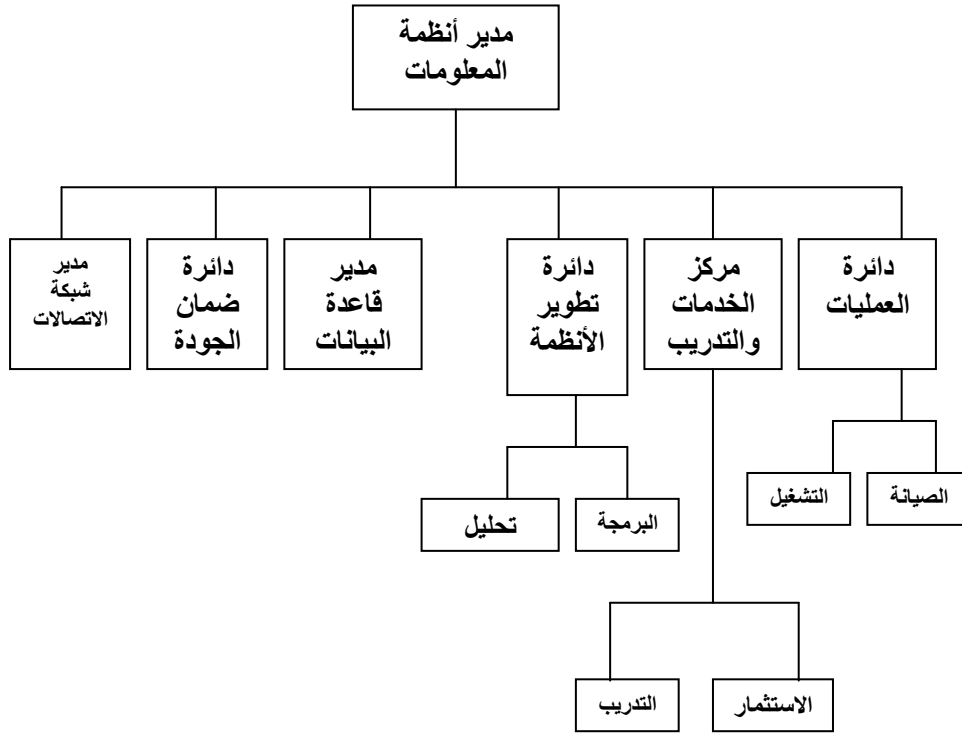 مدير أنظمة
المعلومات
دائرة
العمليات
مركز
الخدمات
والتدريب
دائرة
تطوير
الأنظمة
مدير
قاعدة
البيانات
دائرة
ضمان
الجودة
مدير
شبكة
الاتصالات
الصيانة
التشغيل
البرمجة
تحليل
الاستثمار
التدريب